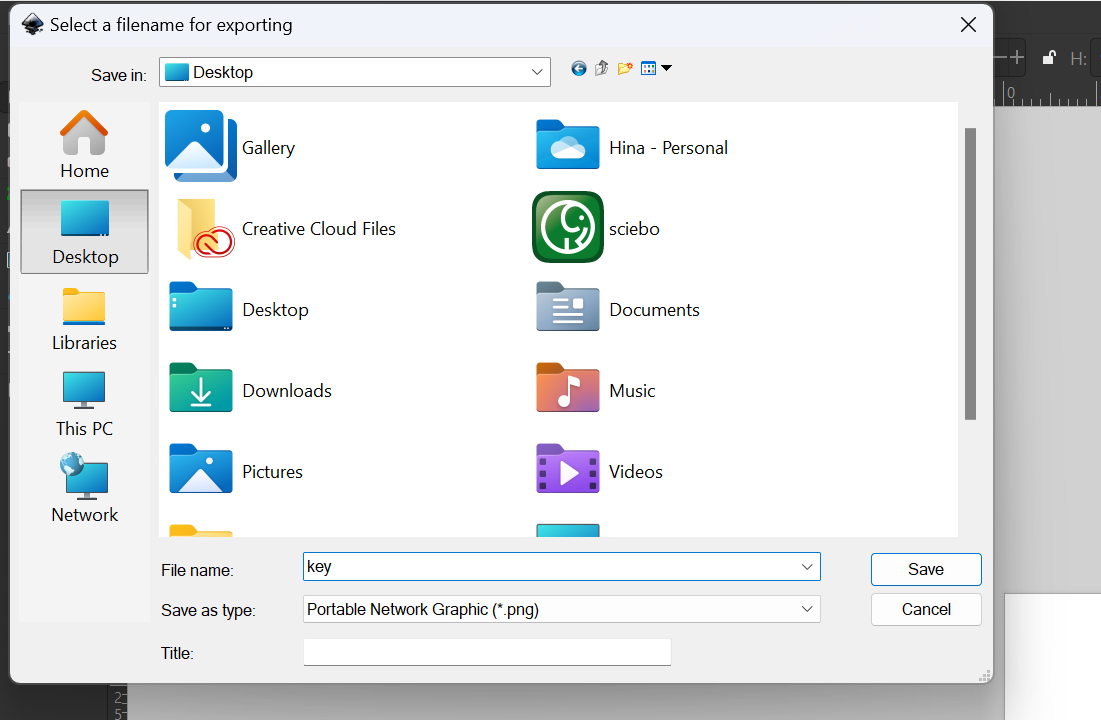 Select a filename for exporting
Save in:
Desktop
H:
0
Home
Desktop
Libraries
This PC
Network
Gallery
Hina - Personal
Creative Cloud Files
sciebo
Desktop
Documents
Downloads
Music
Pictures
Videos
File name:
key
Save
Save as type:
Portable Network Graphic (*.png)
Cancel
Title:
2
5